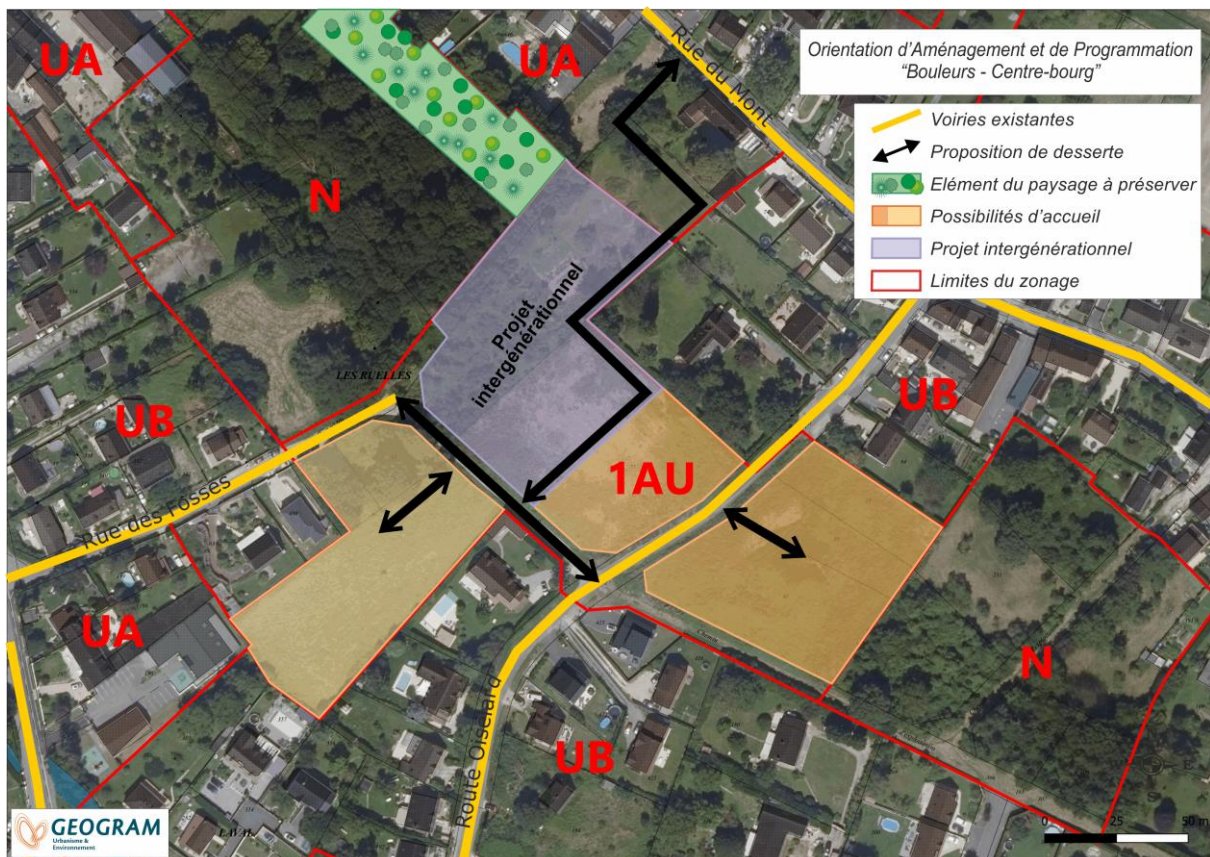 Orientation d'Aménagement et de Programmation
"Bouleurs - Centre-bourg"
Voiries existantes
Proposition de desserte
Elément du paysage à préserver
Possibilités d'accueil
Projet intergénérationnel
Limites du zonage
UA
UA
Rue du Mont
N
Projet
intergénérationnel
LES RUELLES
UB
UB
1AU
Rue des Fossés
UA
N
UB
Route Oiselard
LAVAL
E
S
0 25 50 m
GEOGRAM
Urbanisme &
Environnement